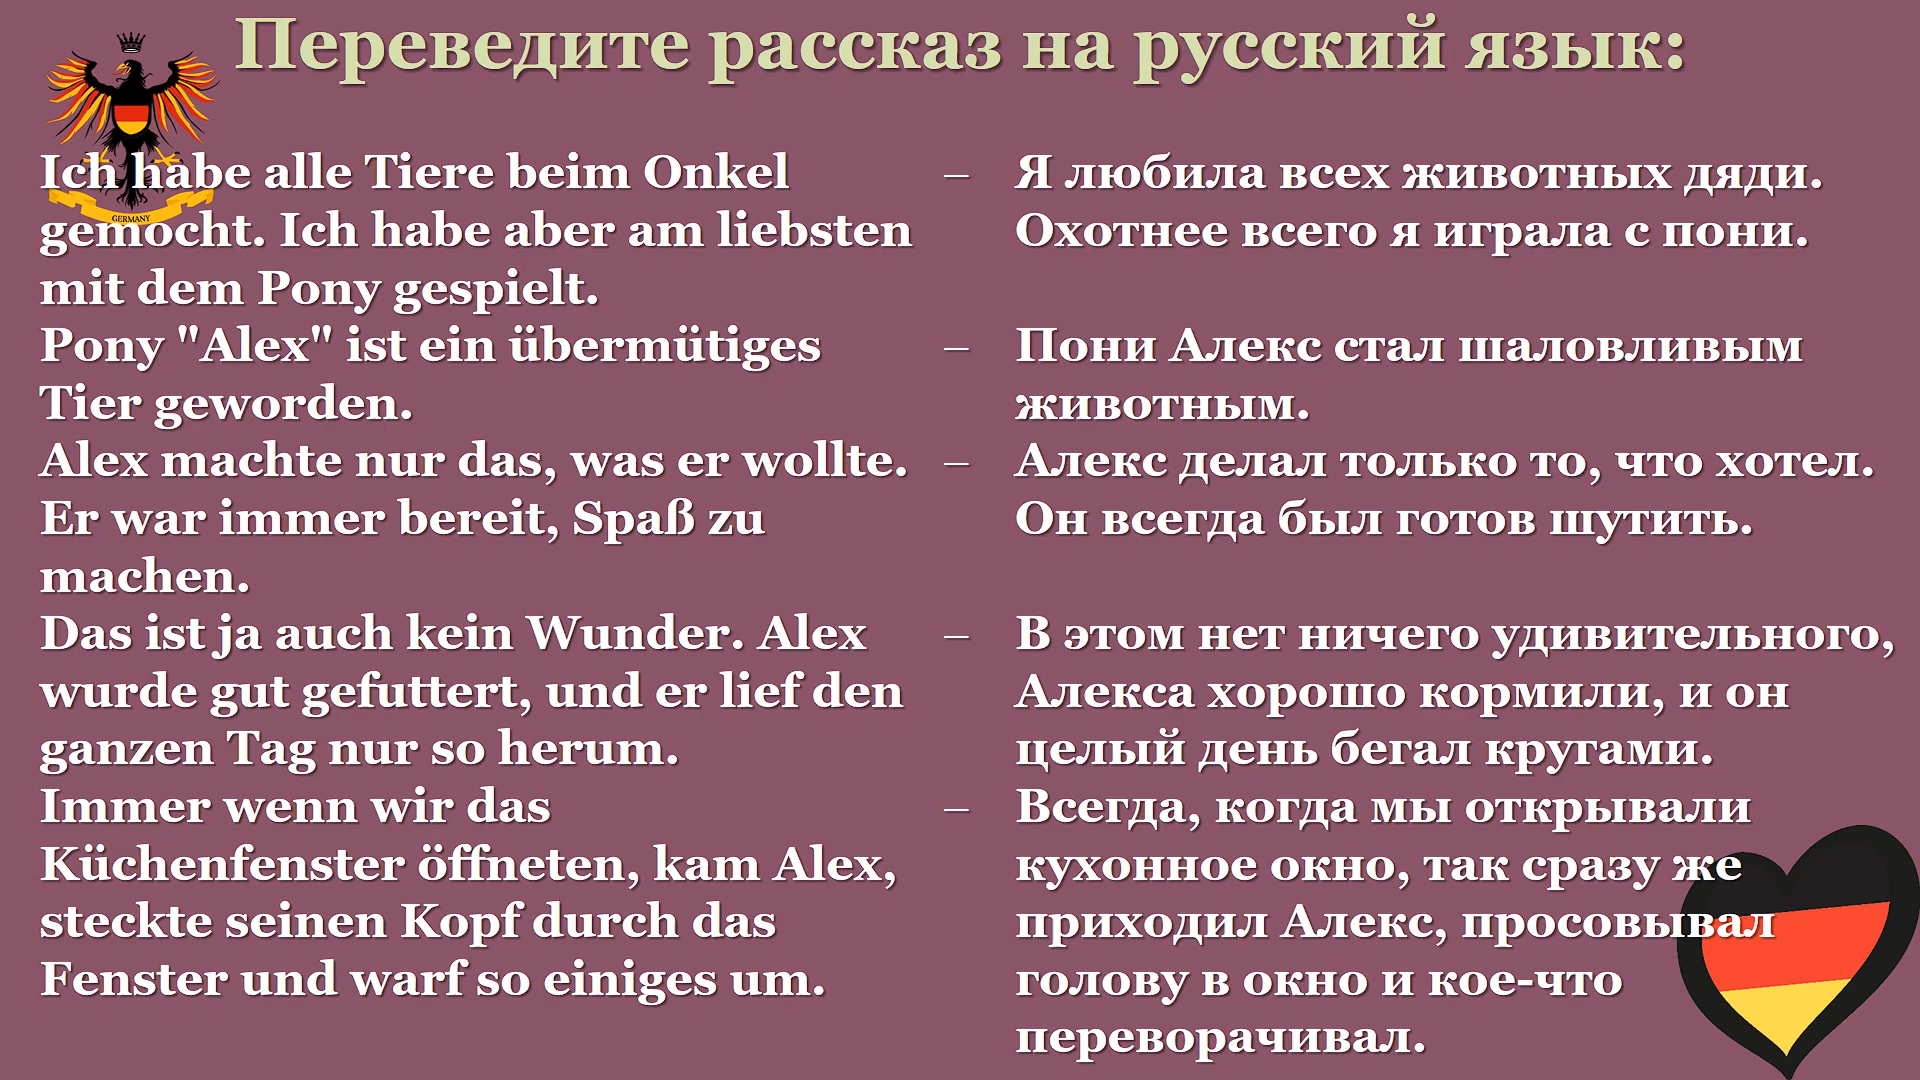 Переведите рассказ на русский язык:
GERMANY
Ich habe alle Tiere beim Onkel
gemocht. Ich habe aber am liebsten
mit dem Pony gespielt.
Pony "Alex" ist ein übermütiges
Tier geworden.
Alex machte nur das, was er wollte.
Er war immer bereit, Spaß zu
machen.
Das ist ja auch kein Wunder. Alex
wurde gut gefuttert, und er lief den
ganzen Tag nur so herum.
Immer wenn wir das
Küchenfenster öffneten, kam Alex,
steckte seinen Kopf durch das
Fenster und warf so einiges um.
– Я любила всех животных дяди.
Охотнее всего я играла с пони.
– Пони Алекс стал шаловливым
животным.
– Алекс делал только то, что хотел.
Он всегда был готов шутить.
– В этом нет ничего удивительного,
Алекса хорошо кормили, и он
целый день бегал кругами.
– Всегда, когда мы открывали
кухонное окно, так сразу же
приходил Алекс, просовывал
голову в окно и кое-что
переворачивал.